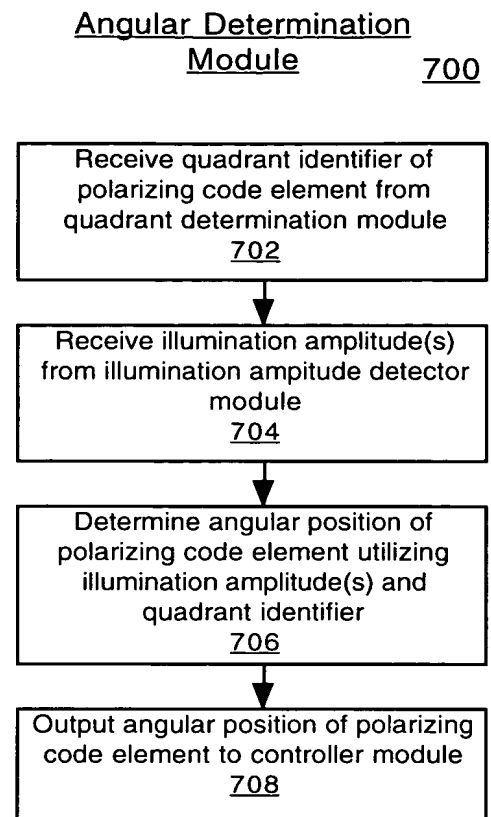 Angular Determination
Module
700
Receive quadrant identifier of
polarizing code element from
quadrant determination module
702
Receive illumination amplitude(s)
from illumination ampitude detector
module
704
Determine angular position of
polarizing code element utilizing
illumination amplitude(s) and
quadrant identifier
706
Output angular position of polarizing
code element to controller module
708